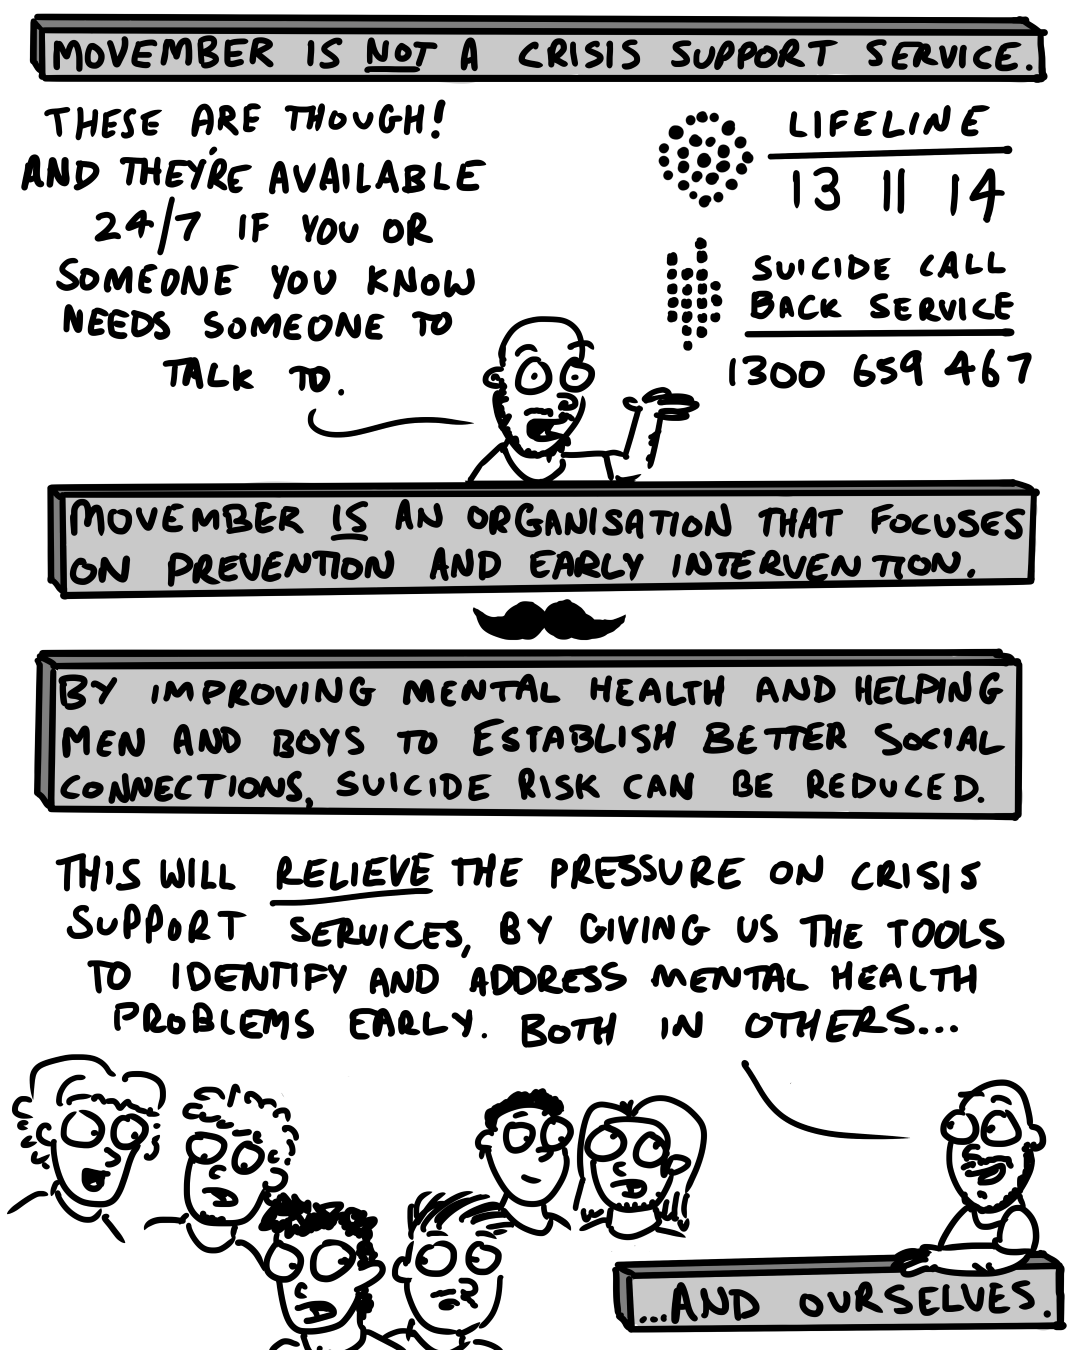 MOVEMBER IS NOT A CRISIS SUPPORT SERVICE.
THESE ARE THOUGH!
AND THEY'RE AVAILABLE
24/7 IF YOU OR
SOMEONE YOU KNOW
NEEDS SOMEONE TO
TALK TO.
LIFELINE
13 11 14
SUICIDE CALL
BACK SERVICE
1300 659 467
MOVEMBER IS AN ORGANISATION THAT FOCUSES
ON PREVENTION AND EARLY INTERVENTION.
BY IMPROVING MENTAL HEALTH AND HELPING
MEN AND BOYS TO ESTABLISH BETTER SOCIAL
CONNECTIONS, SUICIDE RISK CAN BE REDUCED.
THIS WILL RELIEVE THE PRESSURE ON CRISIS
SUPPORT SERVICES, BY GIVING US THE TOOLS
TO IDENTIFY AND ADDRESS MENTAL HEALTH
PROBLEMS EARLY. BOTH IN OTHERS...
...AND OURSELVES.